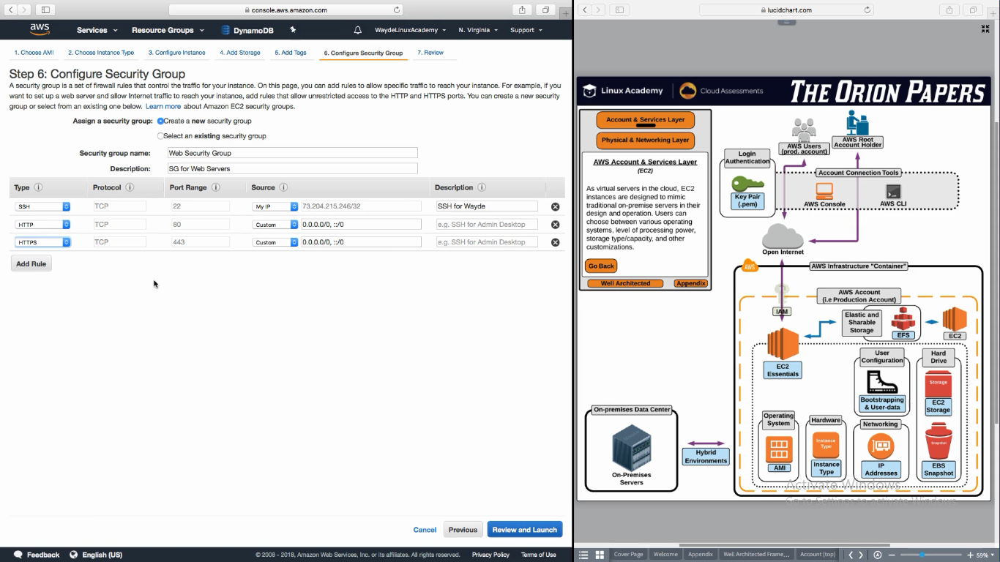 console.aws.amazon.com
aws
Services
Resource Groups
DynamoDB
WaydeLinuxAcademy
N. Virginia
Support
1. Choose AMI
2. Choose Instance Type
3. Configure Instance
4. Add Storage
5. Add Tags
6. Configure Security Group
7. Review
Step 6: Configure Security Group
A security group is a set of firewall rules that control the traffic for your instance. On this page, you can add rules to allow specific traffic to reach your instance. For example, if you
want to set up a web server and allow Internet traffic to reach your instance, add rules that allow unrestricted access to the HTTP and HTTPS ports. You can create a new security
group or select from an existing one below. Learn more about Amazon EC2 security groups.
Assign a security group: Create a new security group
Select an existing security group
Security group name: Web Security Group
Description: SG for Web Servers
Type Protocol Port Range Source Description
SSH TCP 22 My IP 73.204.215.246/32 SSH for Wayde
HTTP TCP 80 Custom 0.0.0.0/0, ::/0 e.g. SSH for Admin Desktop
HTTPS TCP 443 Custom 0.0.0.0/0, ::/0 e.g. SSH for Admin Desktop
Add Rule
Cancel
Previous
Review and Launch
Feedback
English (US)
© 2008 - 2018, Amazon Web Services, Inc. or its affiliates. All rights reserved.
Privacy Policy
Terms of Use
lucidchart.com
Linux Academy
Cloud Assessments
THE ORION PAPERS
Account & Services Layer
Physical & Networking Layer
AWS Account & Services Layer
(EC2)
As virtual servers in the cloud, EC2
instances are designed to mimic
traditional on-premise servers in their
design and operation. Users can
choose between various operating
systems, level of processing power,
storage type/capacity, and other
customizations.
Go Back
Well Architected
Appendix
AWS Users
(prod. account)
AWS Root
Account Holder
Login
Authentication
Key Pair
(.pem)
Account Connection Tools
AWS Console
AWS CLI
Open Internet
AWS Infrastructure "Container"
AWS
AWS Account
(i.e Production Account)
IAM
Elastic and
Sharable
Storage
EFS
EC2
EC2
Essentials
User
Configuration
Bootstrapping
& User-data
Hard
Drive
Storage
EC2
Storage
Snapshot
EBS
Snapshot
Operating
System
AMI
Hardware
Instance
Type
Instance
Type
Networking
IP
Addresses
On-premises Data Center
On-Premises
Servers
Hybrid
Environments
Activate Windows
Go to Settings to activate Windows.
Cover Page
Welcome
Appendix
Well Architected Frame...
Account (top)
59%